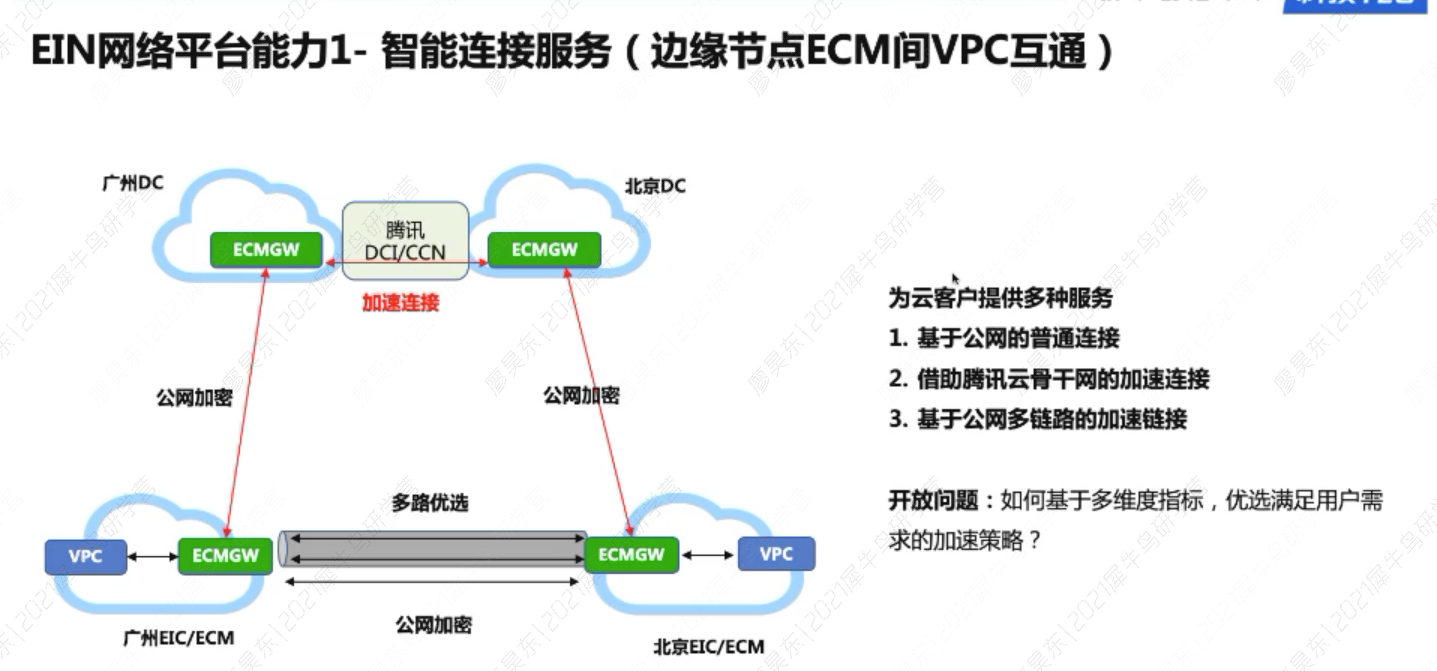 EIN网络平台能力1- 智能连接服务（边缘节点ECM间VPC互通）
广州DC
北京DC
腾讯
DCI/CCN
ECMGW
ECMGW
加速连接
为云客户提供多种服务
1. 基于公网的普通连接
2. 借助腾讯云骨干网的加速连接
3. 基于公网多链路的加速链接
公网加密
公网加密
多路优选
开放问题：如何基于多维度指标，优选满足用户需
求的加速策略？
VPC
ECMGW
ECMGW
VPC
公网加密
广州EIC/ECM
北京EIC/ECM
廖昊东|2021犀牛鸟研学营